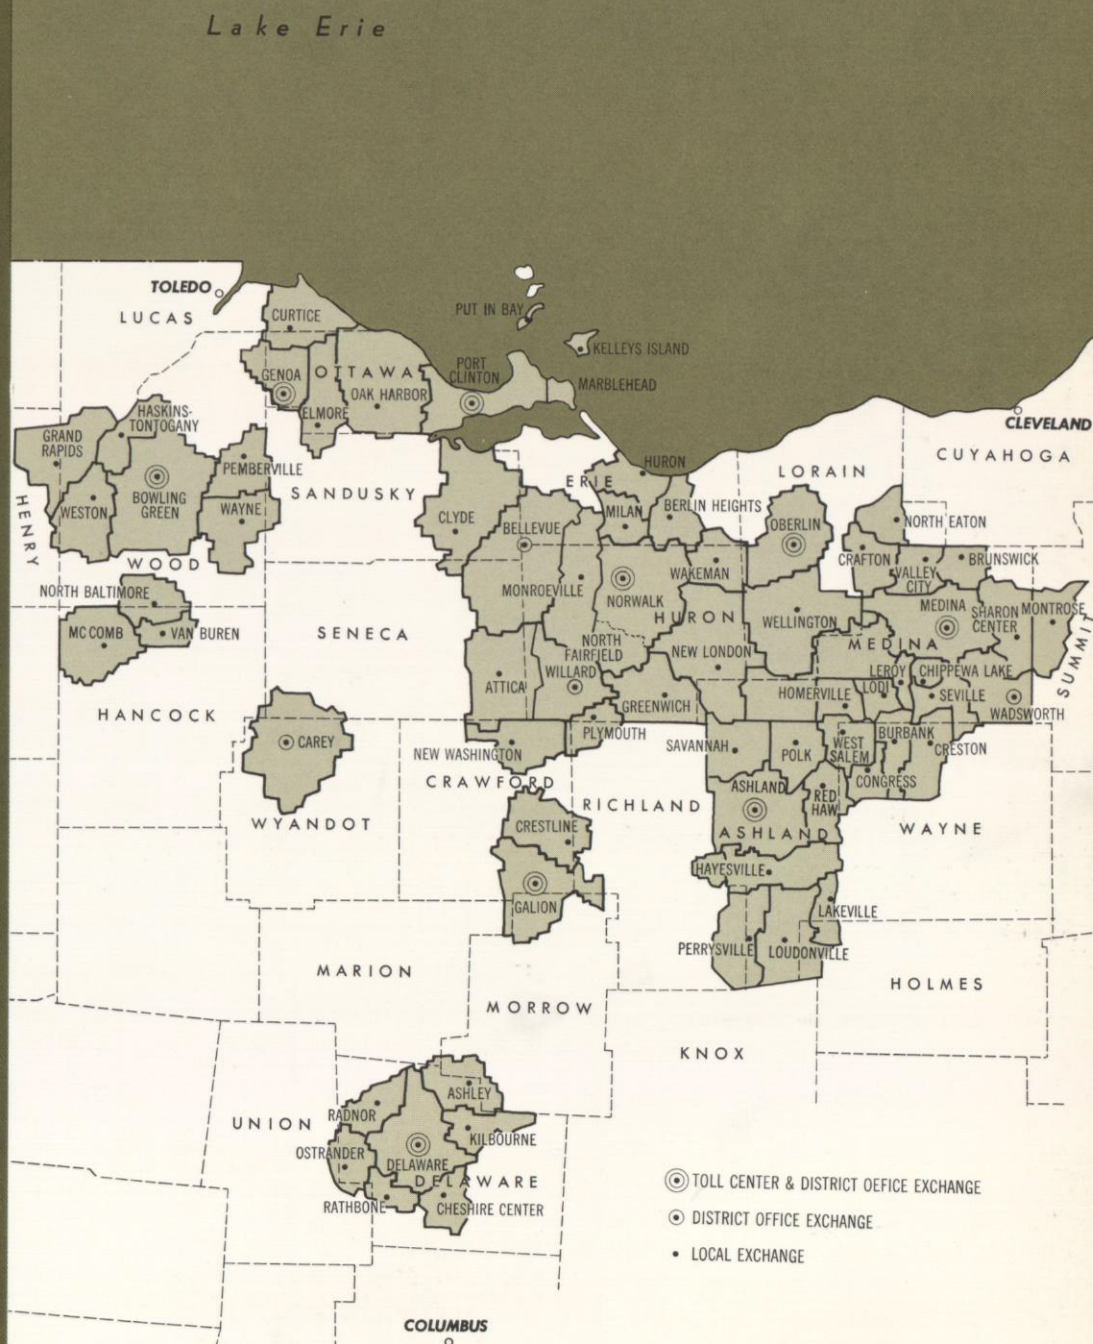 Lake Erie
TOLEDO
LUCAS
CURTICE
PUT IN BAY
KELLEYS ISLAND
GENOA
OTTAWA
PORT
CLINTON
MARBLEHEAD
OAK HARBOR
ELMORE
HASKINS-
TONTOGANY
GRAND
RAPIDS
CLEVELAND
CUYAHOGA
PEMBERVILLE
SANDUSKY
HURON
ERIE
LORAIN
HENRY
WESTON
BOWLING
GREEN
WAYNE
CLYDE
BELLEVUE
MILAN
BERLIN HEIGHTS
OBERLIN
NORTH EATON
WOOD
CRAFTON
VALLEY
CITY
BRUNSWICK
NORTH BALTIMORE
MONROEVILLE
NORWALK
WAKEMAN
MC COMB
VAN BUREN
SENECA
HURON
WELLINGTON
MEDINA
SHARON
CENTER
MONTROSE
MEDINA
SUMMIT
NORTH
FAIRFIELD
NEW LONDON
ATTICA
WILLARD
GREENWICH
HOMERVILLE
LEROY
LODI
CHIPPEWA LAKE
SEVILLE
WADSWORTH
HANCOCK
CAREY
PLYMOUTH
NEW WASHINGTON
SAVANNAH
POLK
WEST
SALEM
BURBANK
CRESTON
CRAWFORD
CONGRESS
WYANDOT
RICHLAND
ASHLAND
RED
HAW
ASHLAND
WAYNE
CRESTLINE
HAYESVILLE
GALION
LAKEVILLE
PERRYSVILLE
LOUDONVILLE
MARION
HOLMES
MORROW
KNOX
ASHLEY
RADNOR
UNION
KILBOURNE
OSTRANDER
DELAWARE
DELAWARE
RATHBONE
CHESHIRE CENTER
TOLL CENTER & DISTRICT OEFICE EXCHANGE
DISTRICT OFFICE EXCHANGE
LOCAL EXCHANGE
COLUMBUS